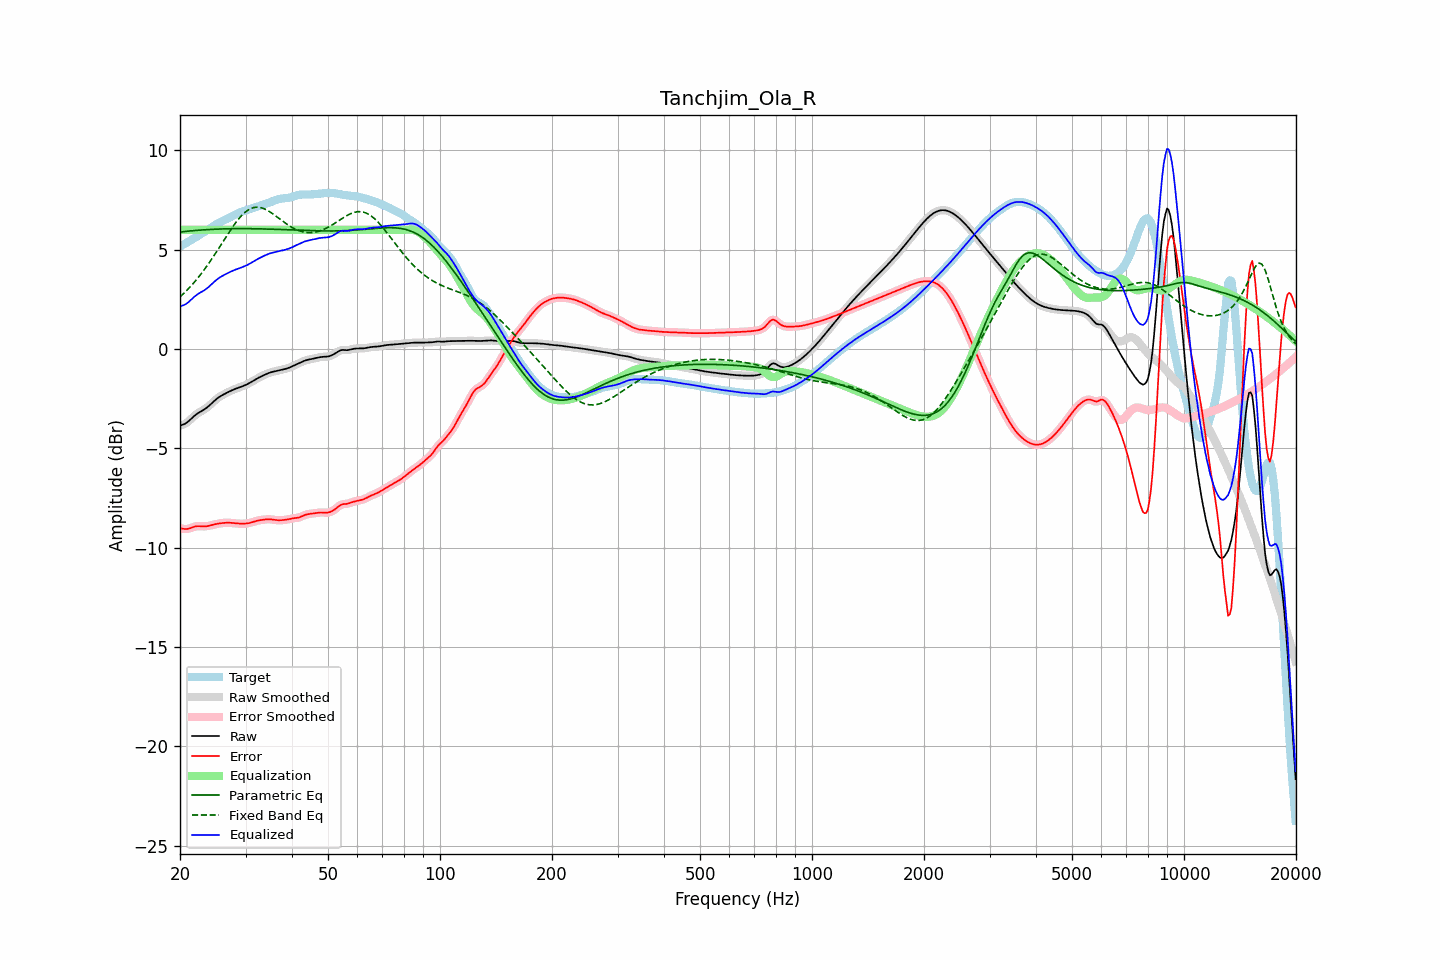 Tanchjim_Ola_R
Amplitude (dBr)
10
5
0
−5
−10
−15
−20
−25
Target
Raw Smoothed
Error Smoothed
Raw
Error
Equalization
Parametric Eq
Fixed Band Eq
Equalized
20
50
100
200
500
1000
2000
5000
10000
20000
Frequency (Hz)